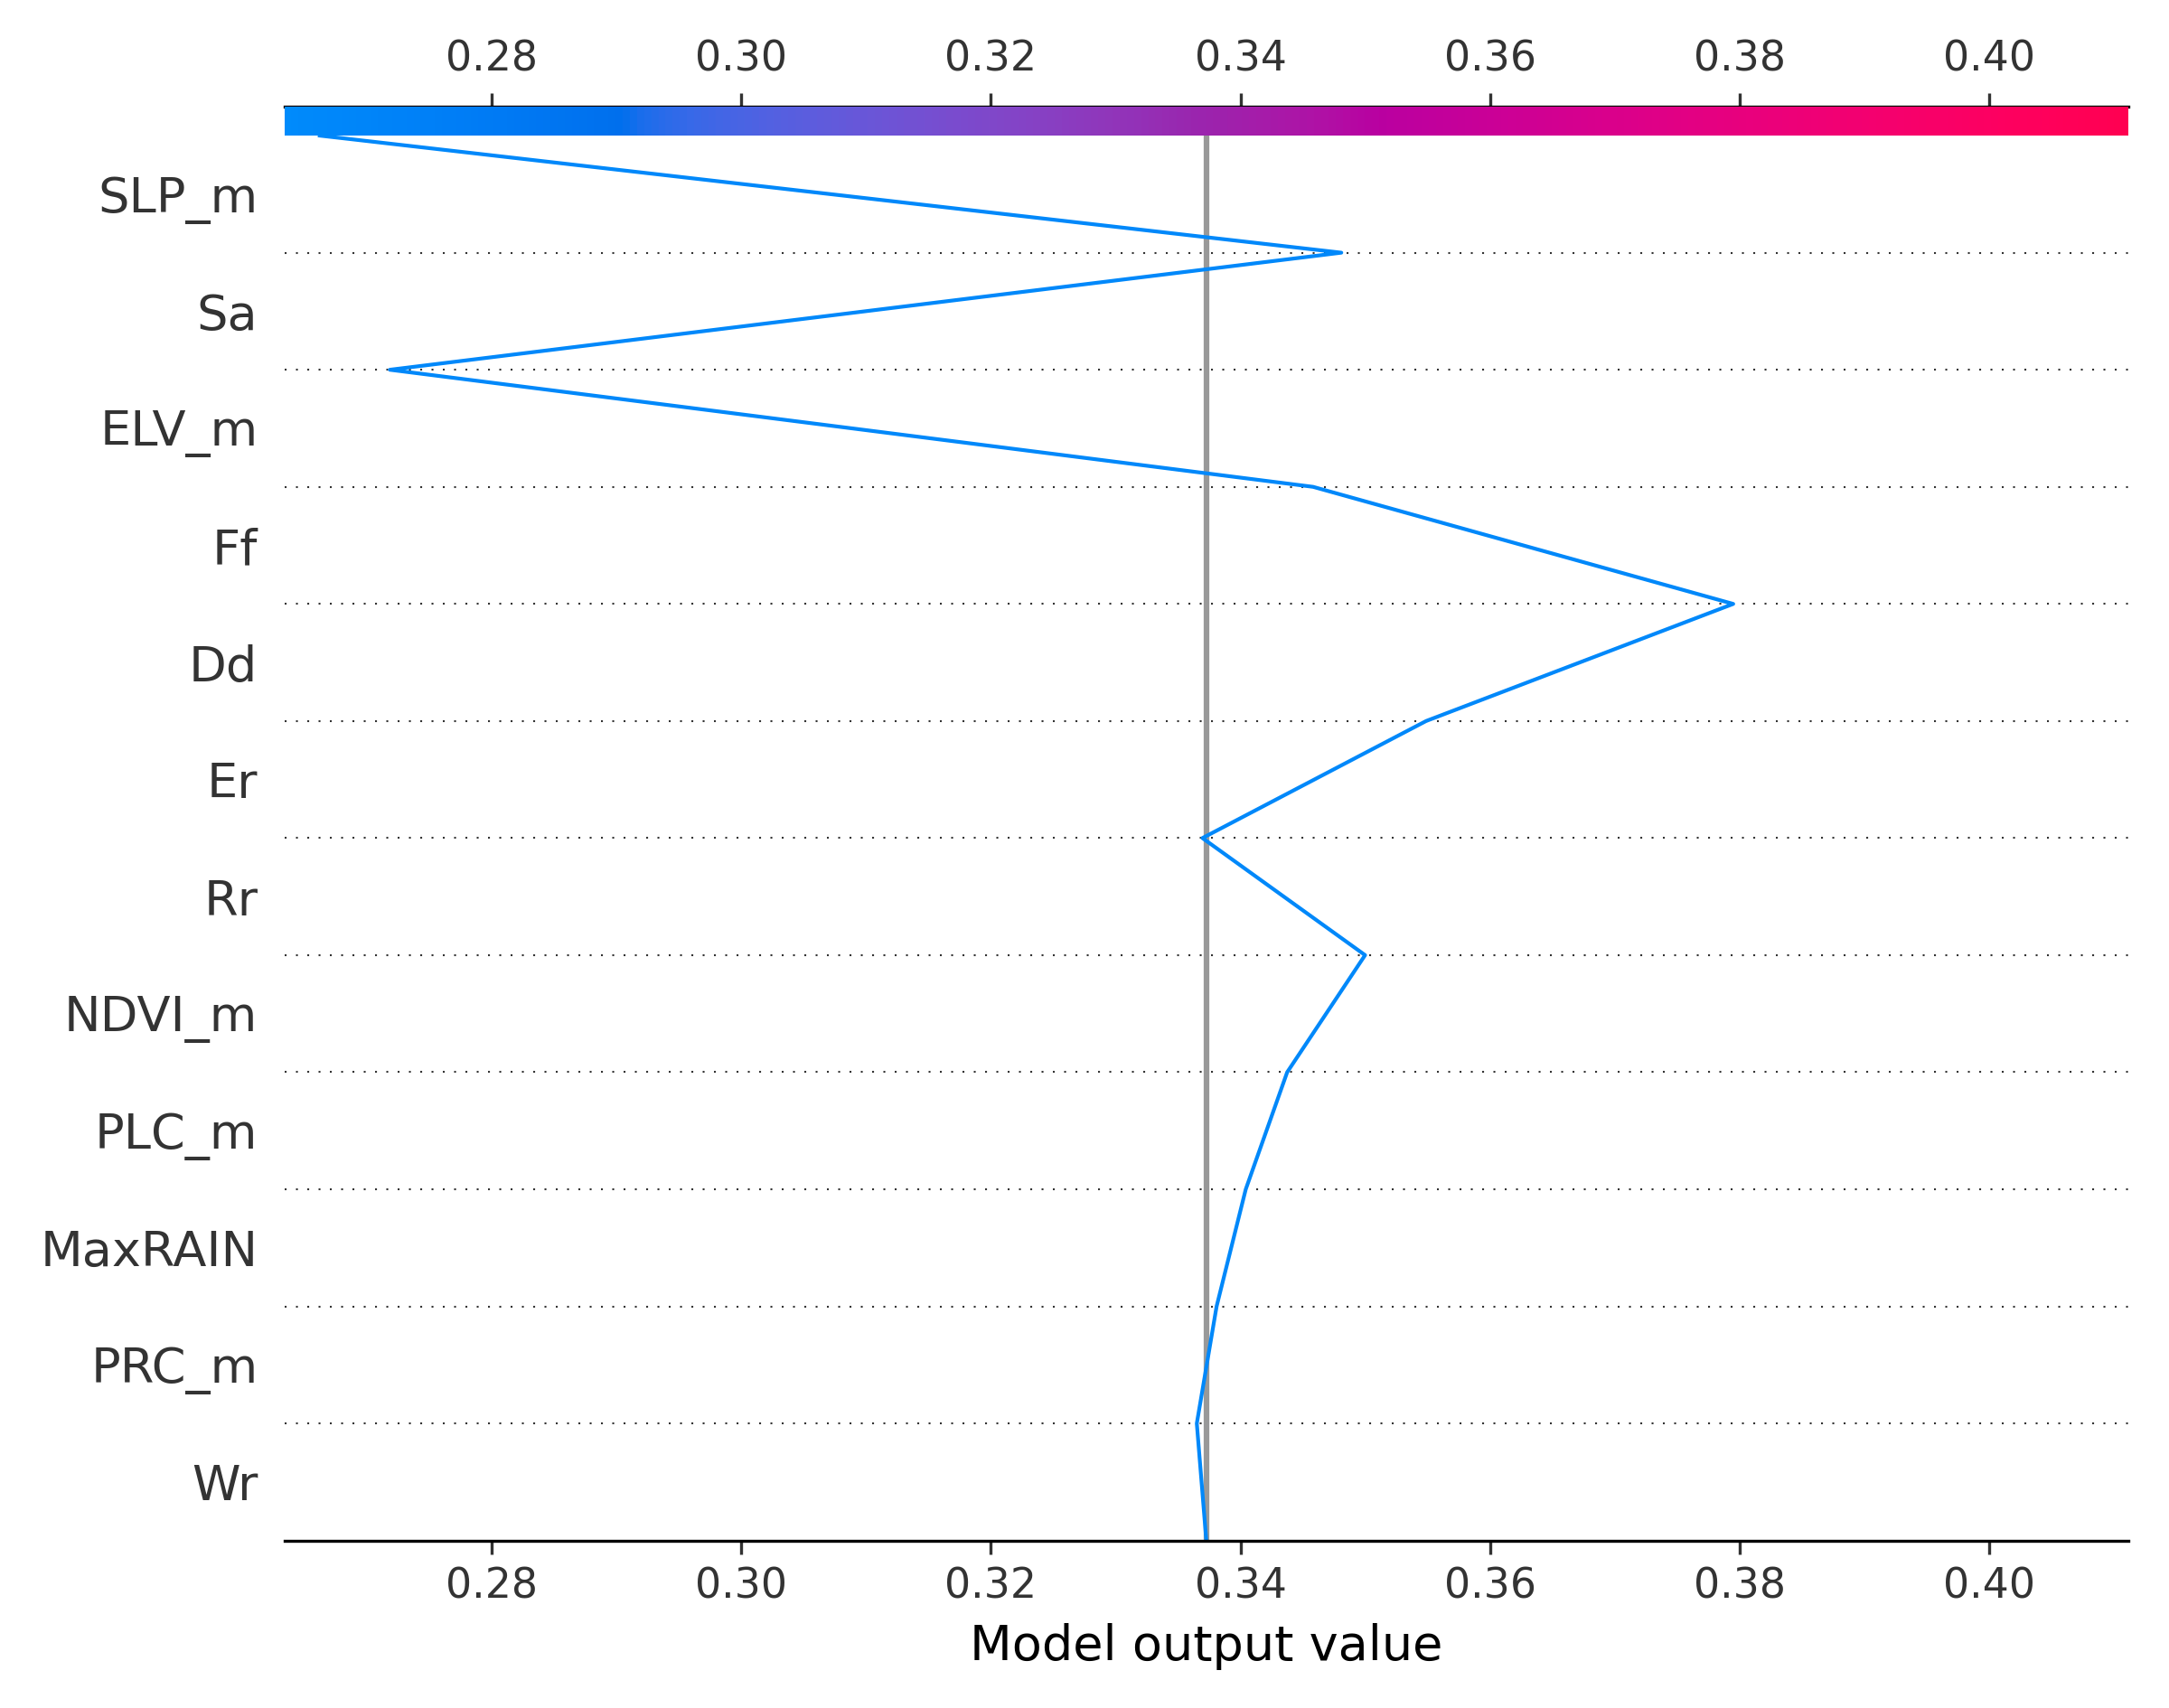 0.28 0.30 0.32 0.34 0.36 0.38 0.40
SLP_m
Sa
ELV_m
Ff
Dd
Er
Rr
NDVI_m
PLC_m
MaxRAIN
PRC_m
Wr
0.28 0.30 0.32 0.34 0.36 0.38 0.40
Model output value